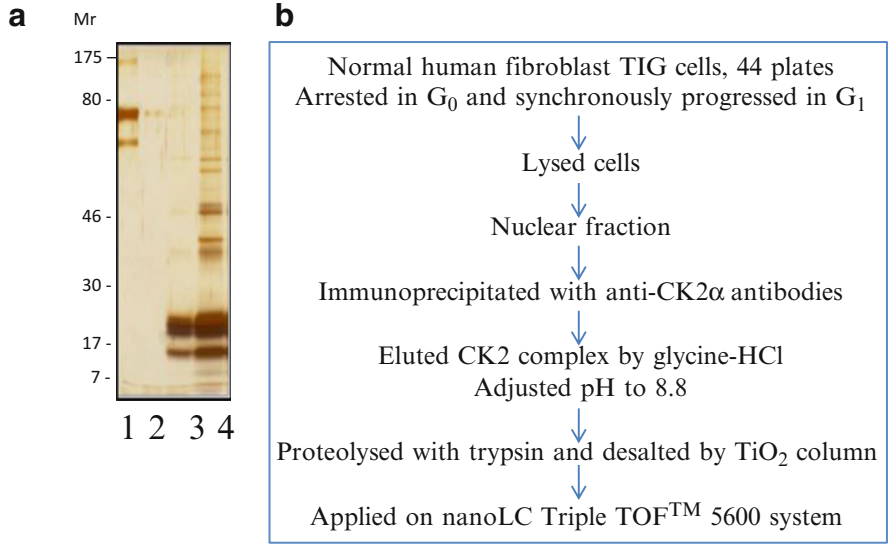 a
Mr
175
80 -
46 -
30 -
17 -
7 -
1 2 3 4
b
Normal human fibroblast TIG cells, 44 plates
Arrested in G0 and synchronously progressed in G1
Lysed cells
Nuclear fraction
Immunoprecipitated with anti-CK2α antibodies
Eluted CK2 complex by glycine-HCl
Adjusted pH to 8.8
Proteolysed with trypsin and desalted by TiO2 column
Applied on nanoLC Triple TOF™ 5600 system